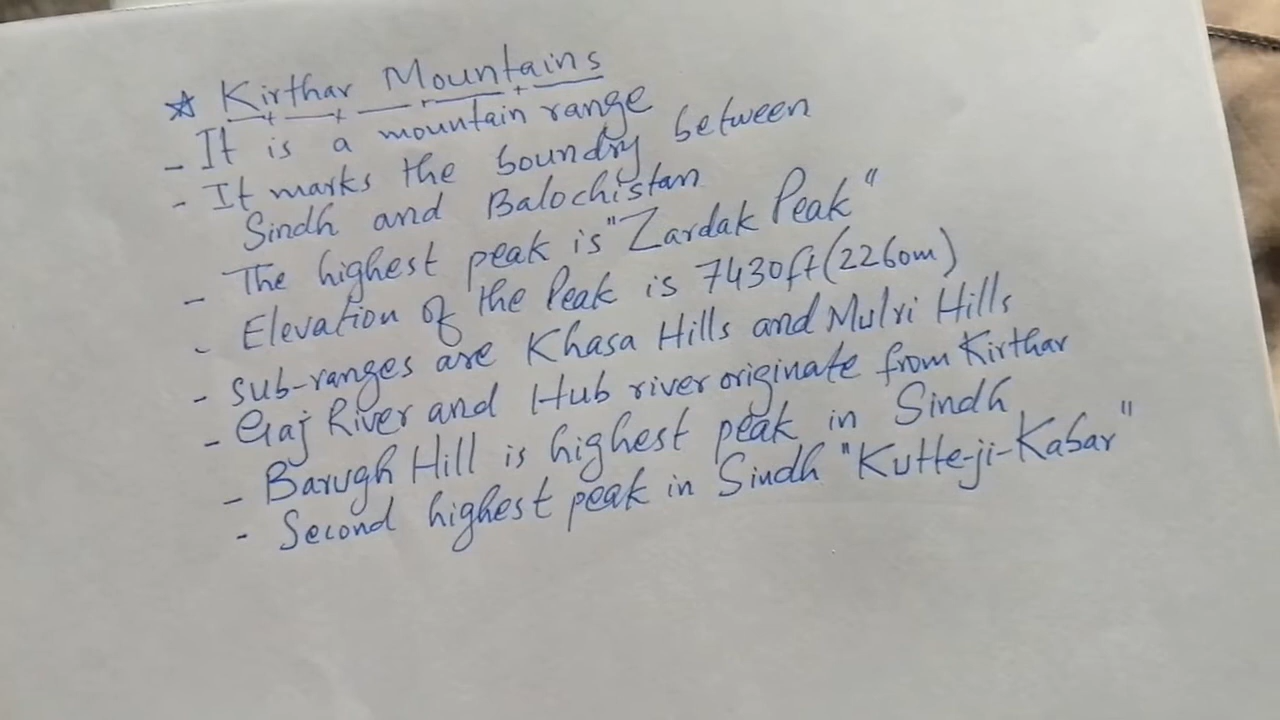 ☆ Kirthar Mountains
- It is a mountain range
- It marks the boundry between
Sindh and Balochistan
- The highest peak is "Zardak Peak"
- Elevation of the Peak is 7430ft (2260m)
- Sub-ranges are Khasa Hills and Mulri Hills
- Gaj River and Hub river originate from Kirthar
- Barugh Hill is highest peak in Sindh
- Second highest peak in Sindh "Kutte-ji-Kabar"